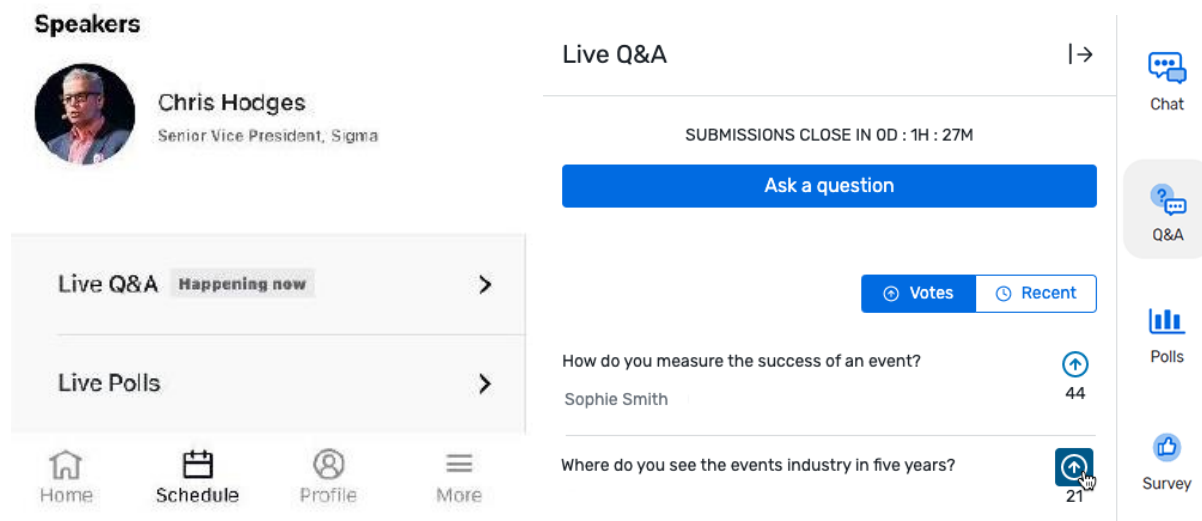 Speakers
Chris Hodges
Senior Vice President, Sigma
Live Q&A Happening now
Live Polls
Home Schedule Profile More
Live Q&A
SUBMISSIONS CLOSE IN 0D : 1H : 27M
Ask a question
Votes Recent
How do you measure the success of an event?
44
Sophie Smith
Where do you see the events industry in five years?
21
Chat
?
Q&A
Polls
Survey